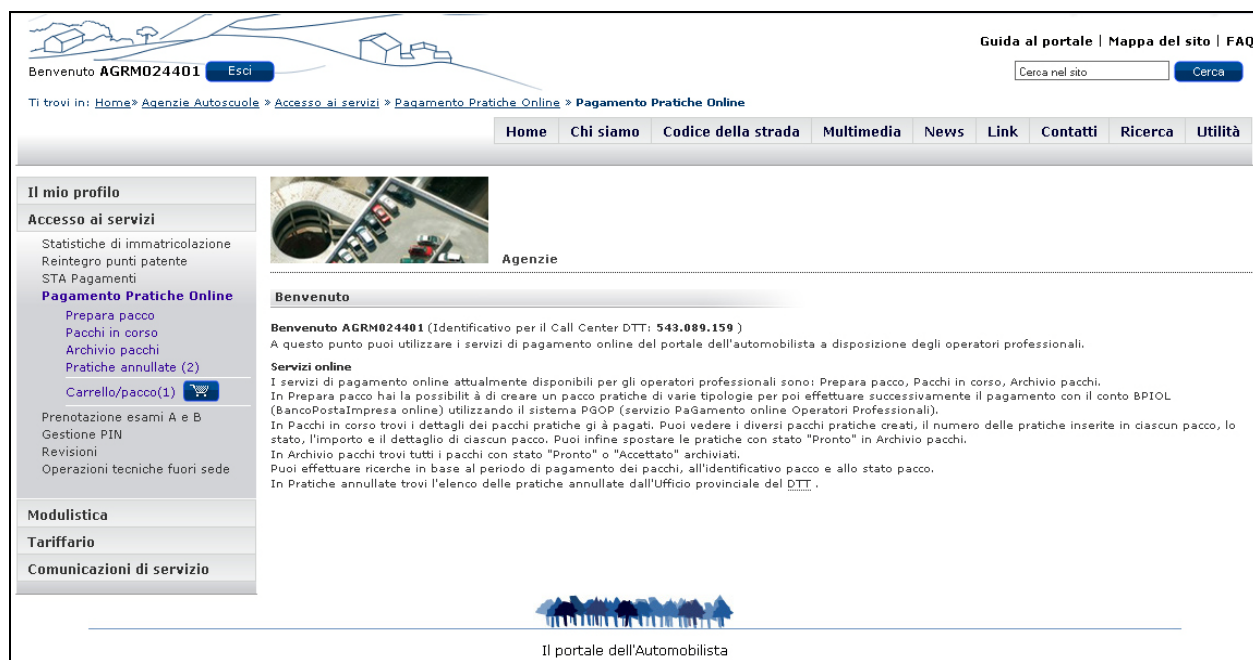 Guida al portale | Mappa del sito | FAQ
Benvenuto AGRM024401 Esci
Cerca nel sito Cerca
Ti trovi in: Home» Agenzie Autoscuole » Accesso ai servizi » Pagamento Pratiche Online » Pagamento Pratiche Online
Home Chi siamo Codice della strada Multimedia News Link Contatti Ricerca Utilità
Il mio profilo
Accesso ai servizi
Statistiche di immatricolazione
Reintegro punti patente
STA Pagamenti
Pagamento Pratiche Online
Prepara pacco
Pacchi in corso
Archivio pacchi
Pratiche annullate (2)
Carrello/pacco(1)
Prenotazione esami A e B
Gestione PIN
Revisioni
Operazioni tecniche fuori sede
Modulistica
Tariffario
Comunicazioni di servizio
Agenzie
Benvenuto
Benvenuto AGRM024401 (Identificativo per il Call Center DTT: 543.089.159 )
A questo punto puoi utilizzare i servizi di pagamento online del portale dell'automobilista a disposizione degli operatori professionali.
Servizi online
I servizi di pagamento online attualmente disponibili per gli operatori professionali sono: Prepara pacco, Pacchi in corso, Archivio pacchi.
In Prepara pacco hai la possibilit à di creare un pacco pratiche di varie tipologie per poi effettuare successivamente il pagamento con il conto BPIOL
(BancoPostaImpresa online) utilizzando il sistema PGOP (servizio PaGamento online Operatori Professionali).
In Pacchi in corso trovi i dettagli dei pacchi pratiche gi à pagati. Puoi vedere i diversi pacchi pratiche creati, il numero delle pratiche inserite in ciascun pacco, lo
stato, l'importo e il dettaglio di ciascun pacco. Puoi infine spostare le pratiche con stato "Pronto" in Archivio pacchi.
In Archivio pacchi trovi tutti i pacchi con stato "Pronto" o "Accettato" archiviati.
Puoi effettuare ricerche in base al periodo di pagamento dei pacchi, all'identificativo pacco e allo stato pacco.
In Pratiche annullate trovi l'elenco delle pratiche annullate dall'Ufficio provinciale del DTT .
Il portale dell'Automobilista